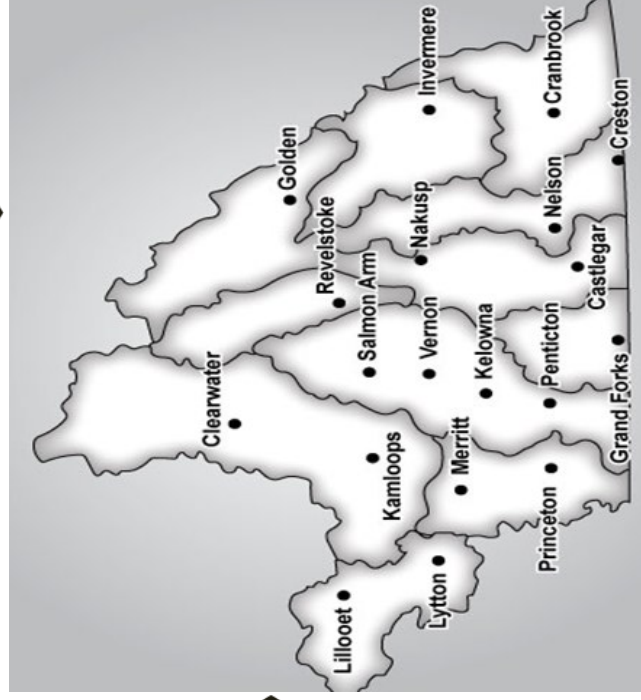 Clearwater
Golden
Revelstoke
Invermere
Salmon Arm
Nakusp
Kamloops
Vernon
Lillooet
Kelowna
Merritt
Lytton
Nelson
Cranbrook
Castlegar
Penticton
Princeton
Grand Forks
Creston